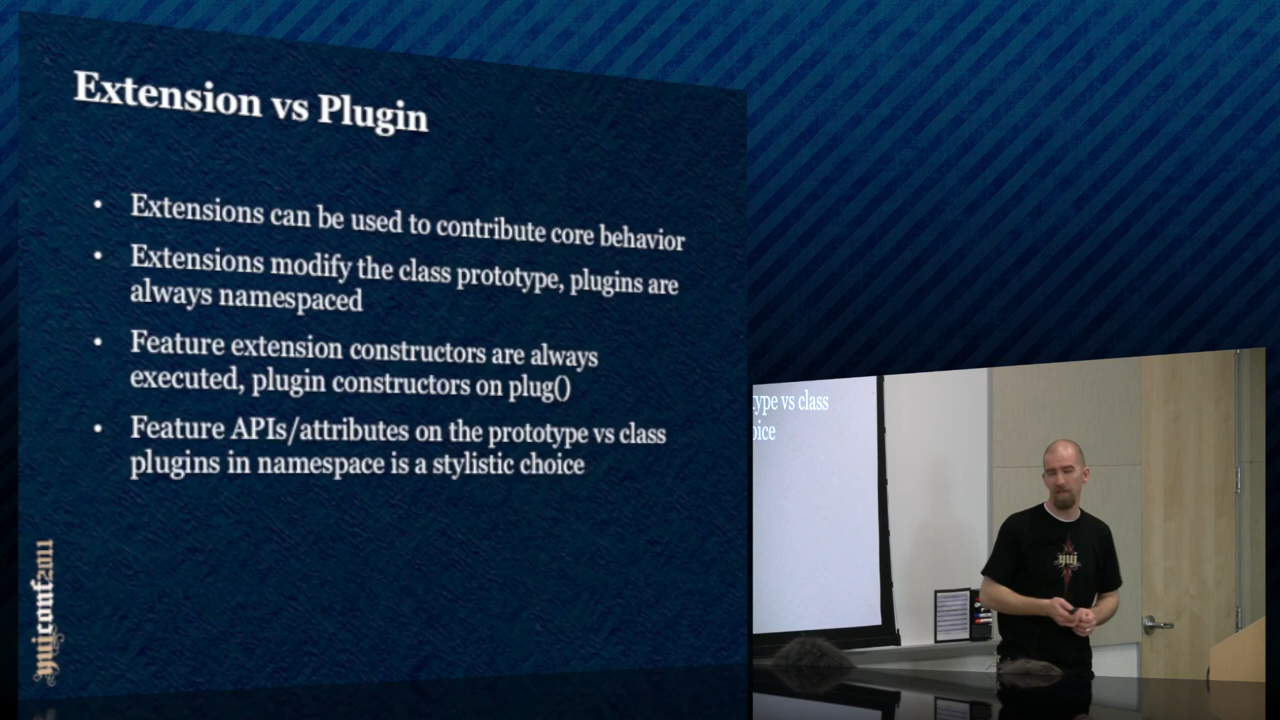 Extension vs Plugin
• Extensions can be used to contribute core behavior
• Extensions modify the class prototype, plugins are
always namespaced
• Feature extension constructors are always
executed, plugin constructors on plug()
• Feature APIs/attributes on the prototype vs class
plugins in namespace is a stylistic choice
yuiconf2011
ype vs class
oice
yui